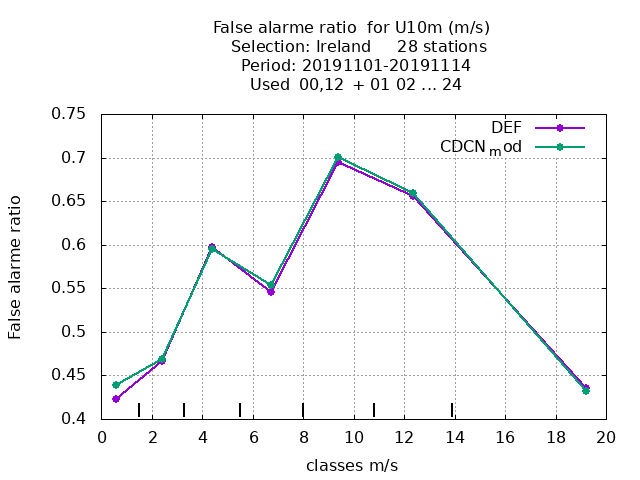 False alarme ratio  for U10m (m/s)
Selection: Ireland     28 stations
Period: 20191101-20191114
Used  00,12  + 01 02 ... 24
DEF
CDCNmod
0.75
0.7
0.65
0.6
0.55
0.5
0.45
0.4
False alarme ratio
0 2 4 6 8 10 12 14 16 18 20
classes m/s